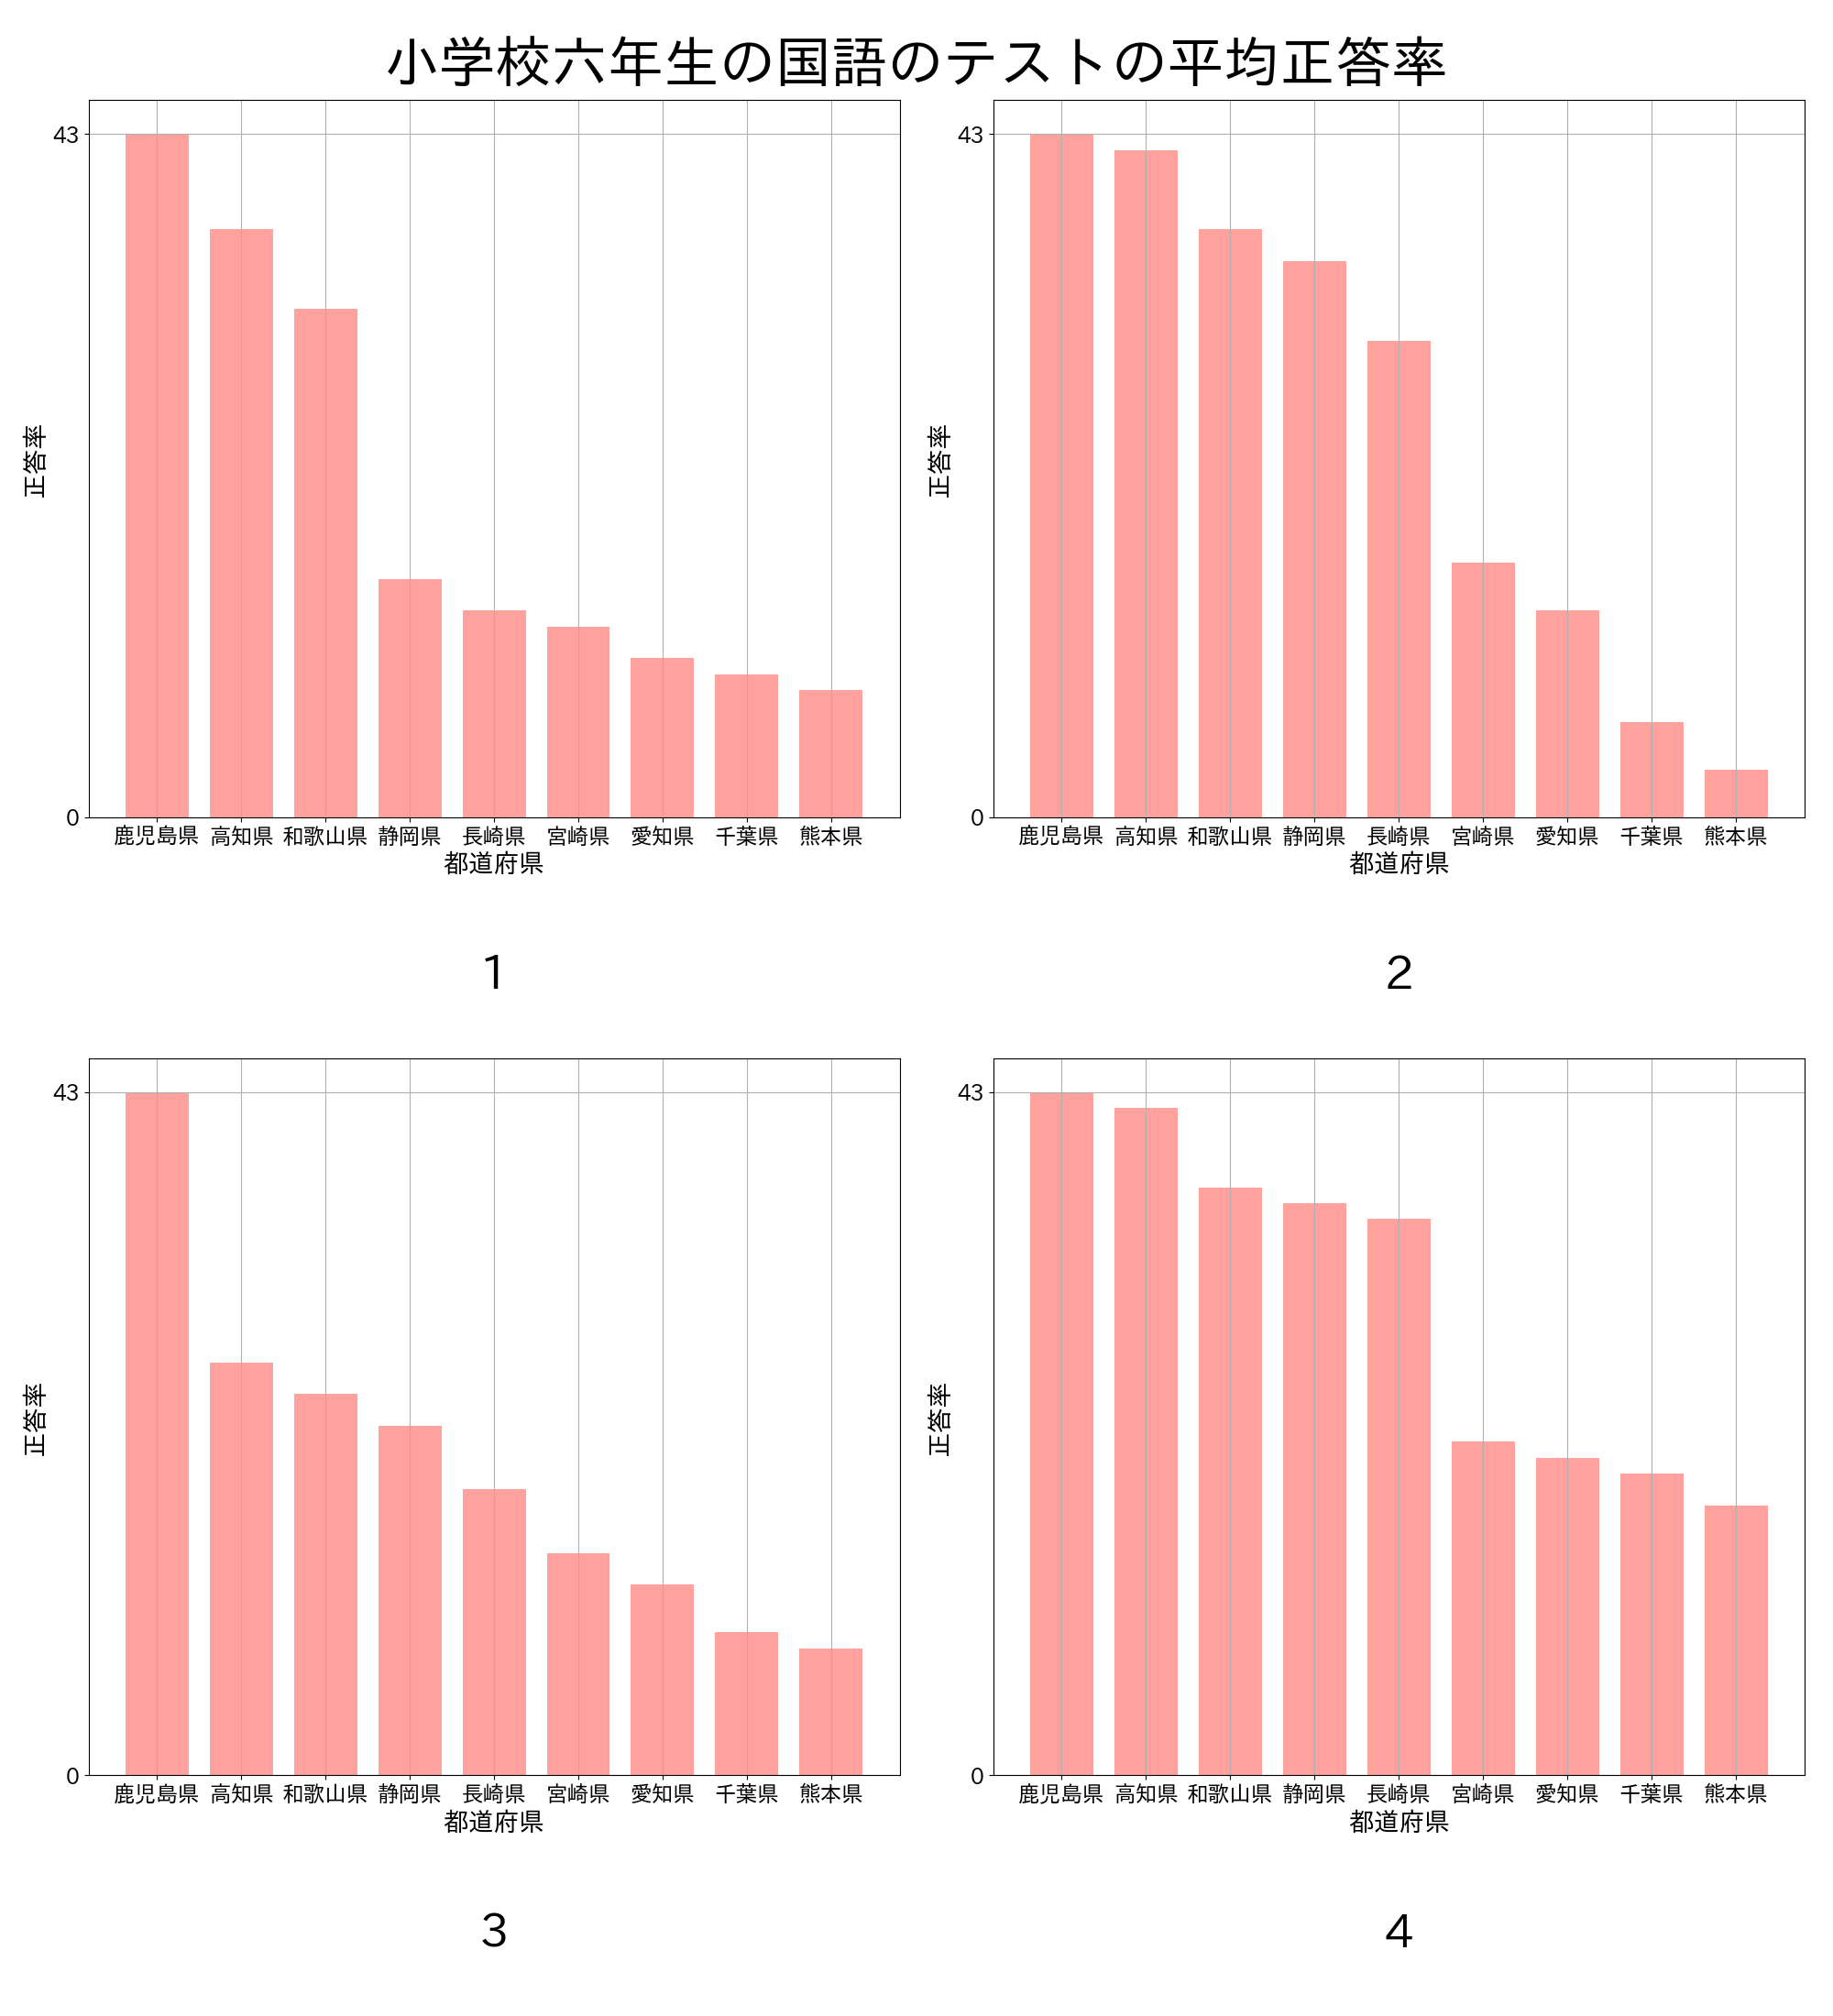 小学校六年生の国語のテストの平均正答率
43
0
正答率
鹿児島県 高知県 和歌山県 静岡県 長崎県 宮崎県 愛知県 千葉県 熊本県
都道府県
1
43
0
正答率
鹿児島県 高知県 和歌山県 静岡県 長崎県 宮崎県 愛知県 千葉県 熊本県
都道府県
2
43
0
正答率
鹿児島県 高知県 和歌山県 静岡県 長崎県 宮崎県 愛知県 千葉県 熊本県
都道府県
3
43
0
正答率
鹿児島県 高知県 和歌山県 静岡県 長崎県 宮崎県 愛知県 千葉県 熊本県
都道府県
4